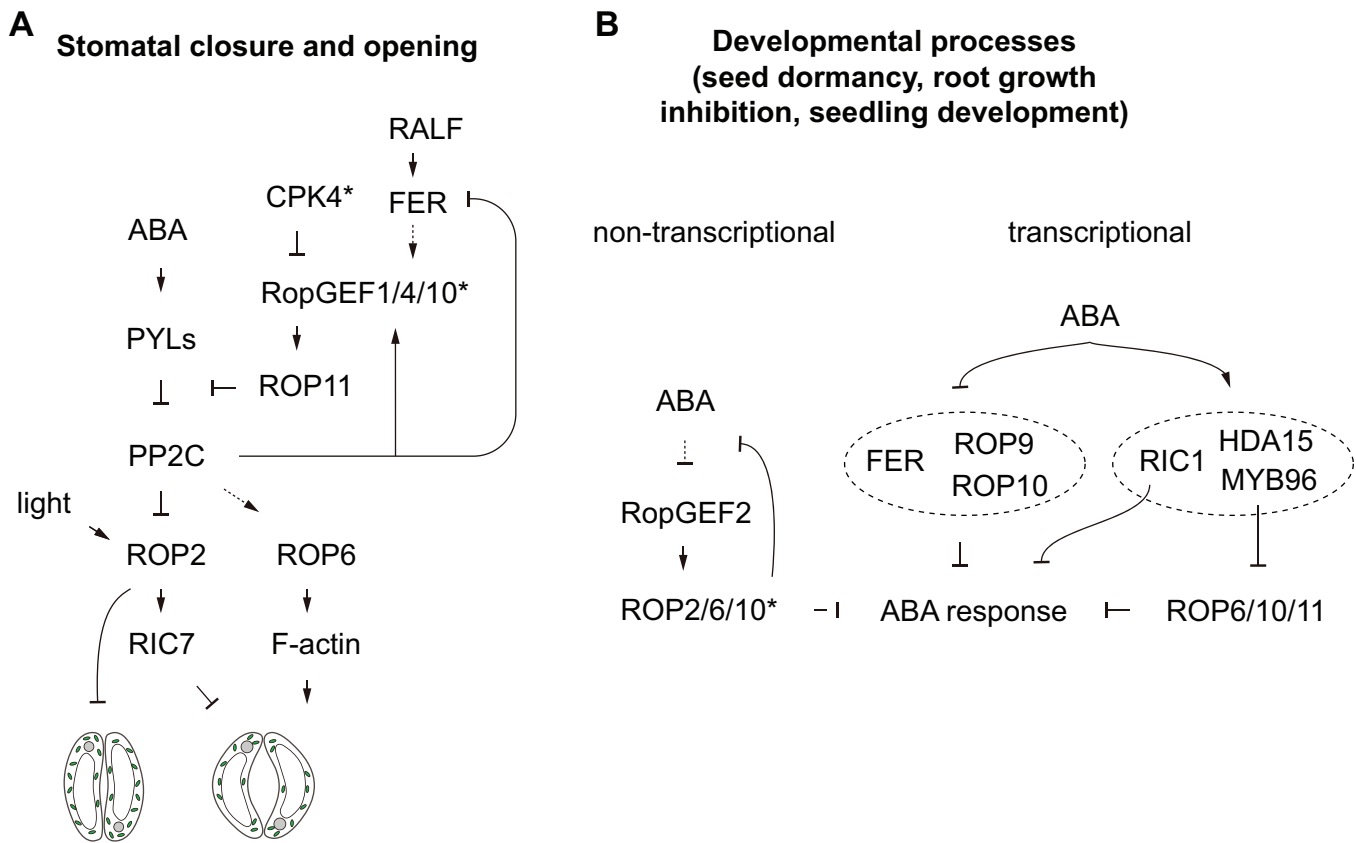 A
Stomatal closure and opening
RALF
CPK4*
FER
ABA
RopGEF1/4/10*
PYLs
ROP11
PP2C
light
ROP2
ROP6
RIC7
F-actin
B
Developmental processes
(seed dormancy, root growth
inhibition, seedling development)
non-transcriptional
transcriptional
ABA
ABA
FER
ROP9
ROP10
RIC1
HDA15
MYB96
RopGEF2
ROP2/6/10*
ABA response
ROP6/10/11